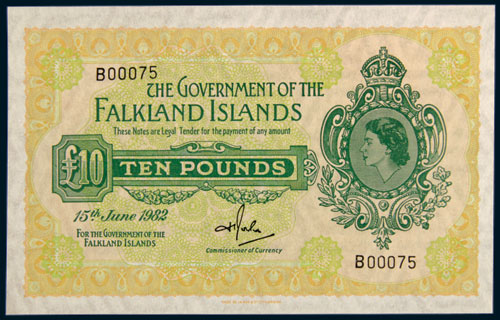 B00075
THE GOVERNMENT OF THE
FALKLAND ISLANDS
These Notes are Legal Tender for the payment of any amount
£10
TEN POUNDS
15th June 1982
FOR THE GOVERNMENT OF THE
FALKLAND ISLANDS
Commissioner of Currency
B00075